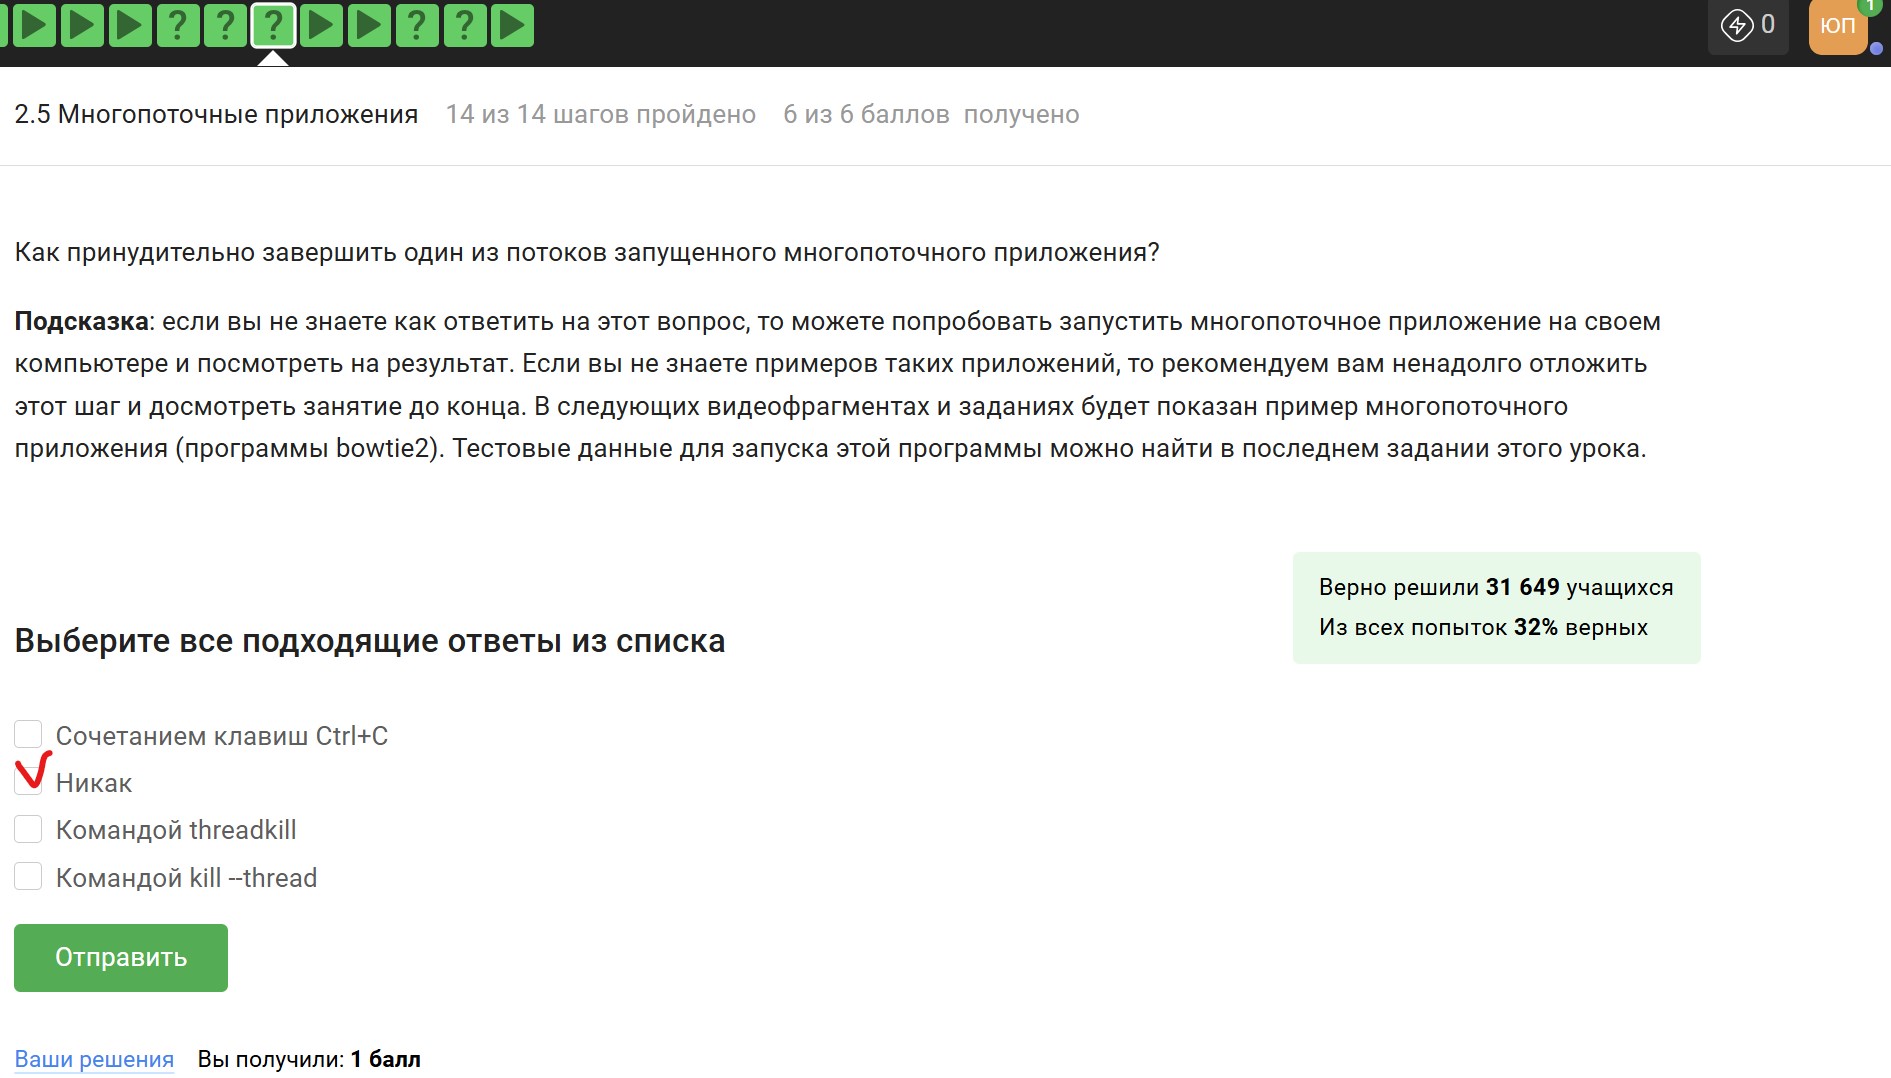 ? ? ? ? ?
0
ЮП
1
2.5 Многопоточные приложения 14 из 14 шагов пройдено 6 из 6 баллов получено
Как принудительно завершить один из потоков запущенного многопоточного приложения?
Подсказка: если вы не знаете как ответить на этот вопрос, то можете попробовать запустить многопоточное приложение на своем
компьютере и посмотреть на результат. Если вы не знаете примеров таких приложений, то рекомендуем вам ненадолго отложить
этот шаг и досмотреть занятие до конца. В следующих видеофрагментах и заданиях будет показан пример многопоточного
приложения (программы bowtie2). Тестовые данные для запуска этой программы можно найти в последнем задании этого урока.
Верно решили 31 649 учащихся
Из всех попыток 32% верных
Выберите все подходящие ответы из списка
Сочетанием клавиш Ctrl+C
Никак
Командой threadkill
Командой kill --thread
Отправить
Ваши решения Вы получили: 1 балл